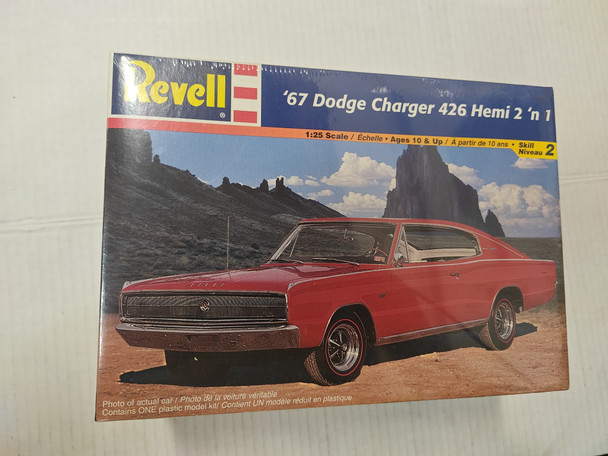 Revell®
'67 Dodge Charger 426 Hemi 2 'n 1
1:25 Scale / Échelle • Ages 10 & Up / A partir de 10 ans • Skill Niveau 2
Photo of actual car / Photo de la voiture véritable
Contains ONE plastic model kit / Contient UN modèle réduit en plastique